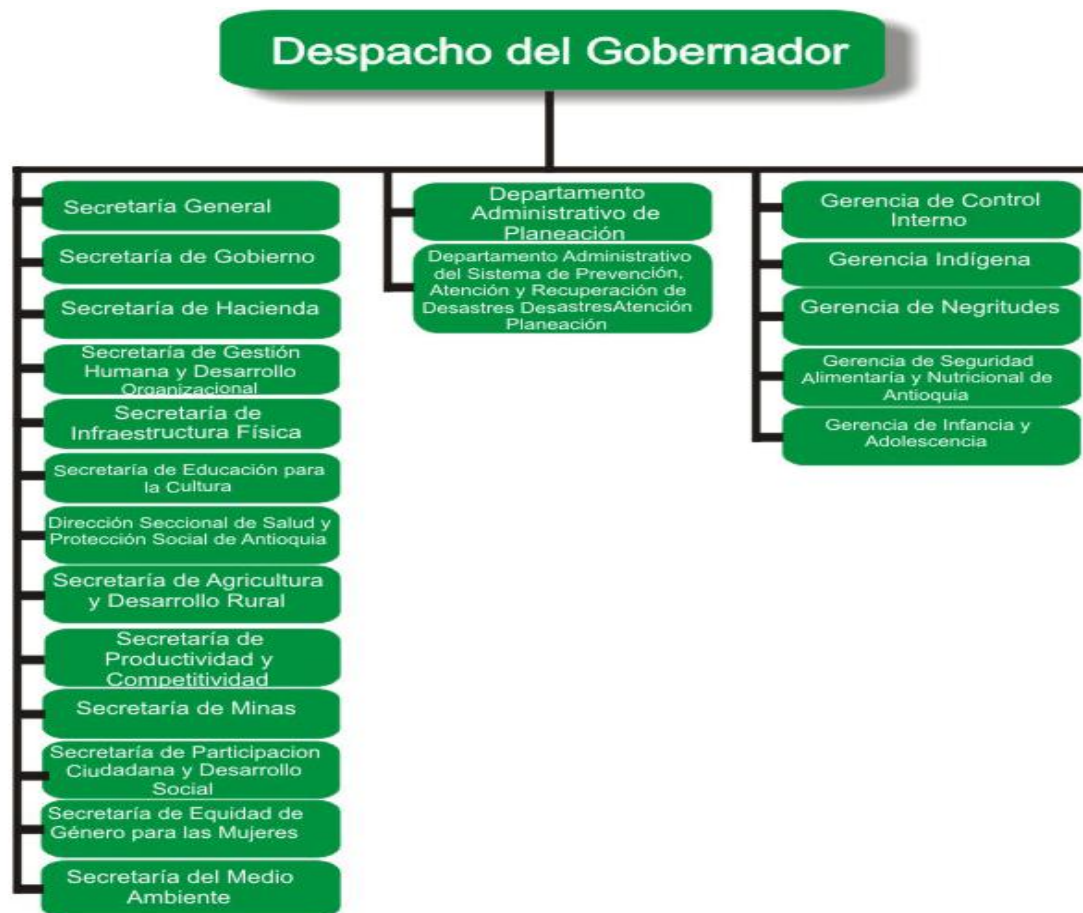 Despacho del Gobernador
Secretaría General
Secretaría de Gobierno
Secretaría de Hacienda
Secretaría de Gestión
Humana y Desarrollo
Organizacional
Secretaría de
Infraestructura Física
Secretaría de Educación para
la Cultura
Dirección Seccional de Salud y
Protección Social de Antioquia
Secretaría de Agricultura
y Desarrollo Rural
Secretaría de
Productividad y
Competitividad
Secretaría de Minas
Secretaría de Participacion
Ciudadana y Desarrollo
Social
Secretaría de Equidad de
Género para las Mujeres
Secretaría del Medio
Ambiente
Departamento
Administrativo de
Planeación
Departamento Administrativo
del Sistema de Prevención,
Atención y Recuperación de
Desastres DesastresAtención
Planeación
Gerencia de Control
Interno
Gerencia Indígena
Gerencia de Negritudes
Gerencia de Seguridad
Alimentaría y Nutricional de
Antioquia
Gerencia de Infancia y
Adolescencia